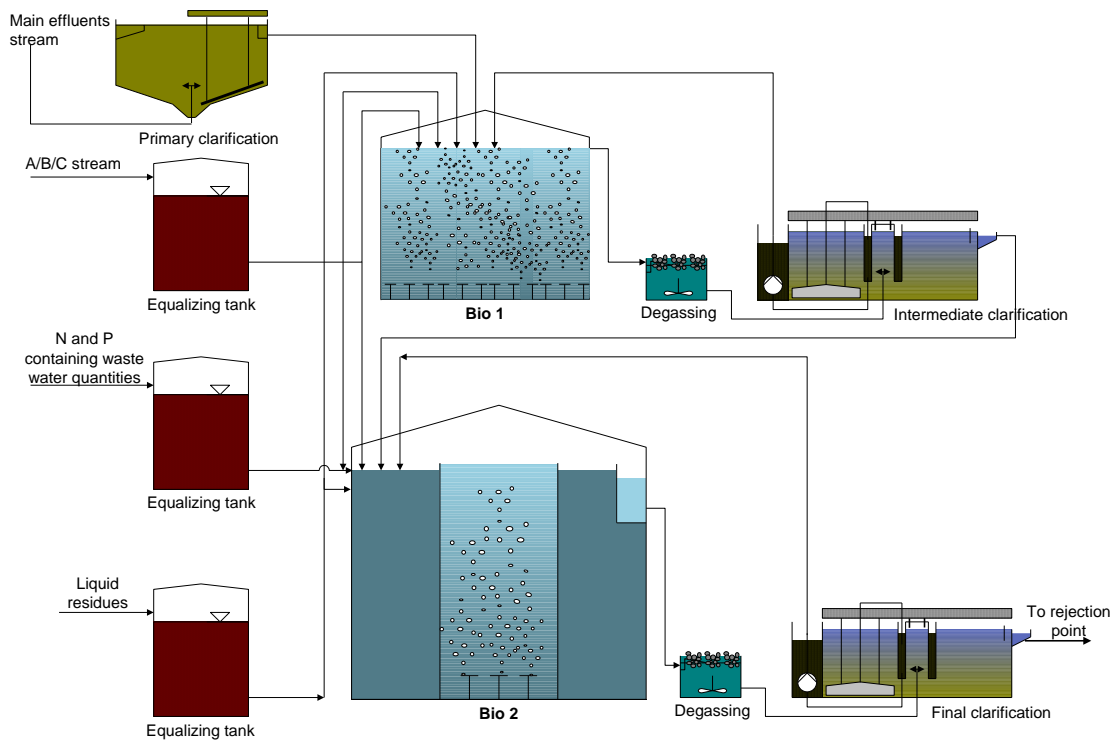 Main effluents
stream
Primary clarification
A/B/C stream
Equalizing tank
Bio 1
Degassing
Intermediate clarification
N and P
containing waste
water quantities
Equalizing tank
Liquid
residues
Equalizing tank
Bio 2
Degassing
To rejection
point
Final clarification